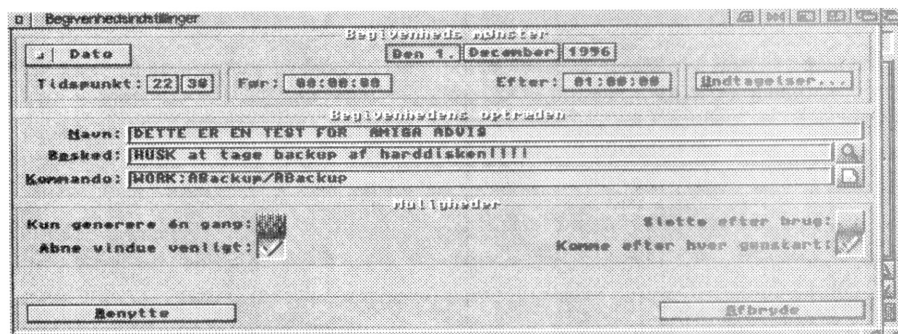 Begivenhedsindstillinger
Begivenheds mønster
Dato
Den 1. December 1996
Tidspunkt: 22 30 Før: 00:00:00 Efter: 01:00:00 Undtagelser...
Begivenhedens optræden
Navn: DETTE ER EN TEST FOR AMIGA ADVIS
Besked: HUSK at tage backup af harddisken!!!!
Kommando: WORK:ABackup/ABackup
Muligheder
Kun generere én gang: Slette efter brug:
Abne vindue venligt: Komme efter hver genstart:
Benytte Afbryde